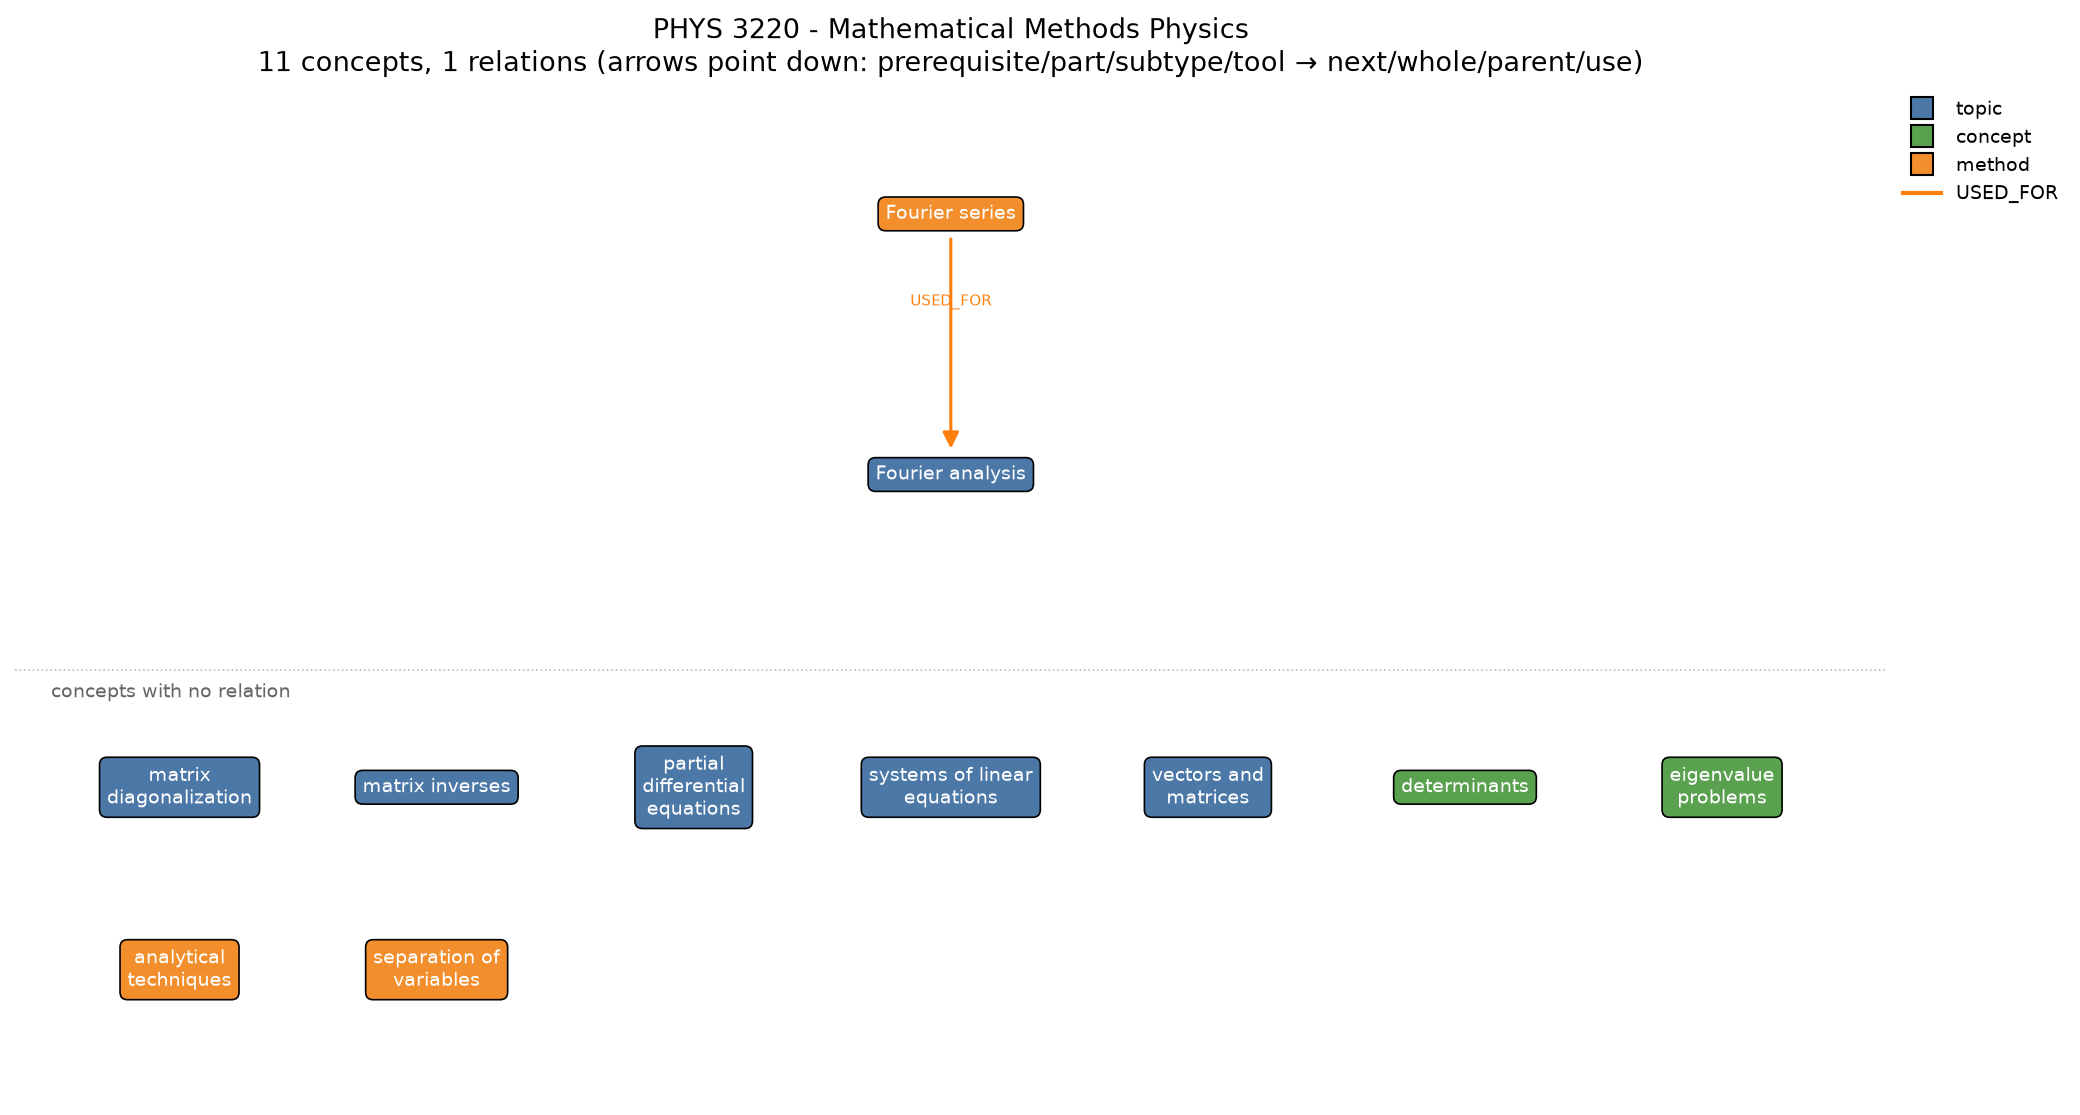 PHYS 3220 - Mathematical Methods Physics
11 concepts, 1 relations (arrows point down: prerequisite/part/subtype/tool → next/whole/parent/use)
topic
concept
method
USED_FOR
Fourier series
USED_FOR
Fourier analysis
concepts with no relation
matrix
diagonalization
matrix inverses
partial
differential
equations
systems of linear
equations
vectors and
matrices
determinants
eigenvalue
problems
analytical
techniques
separation of
variables